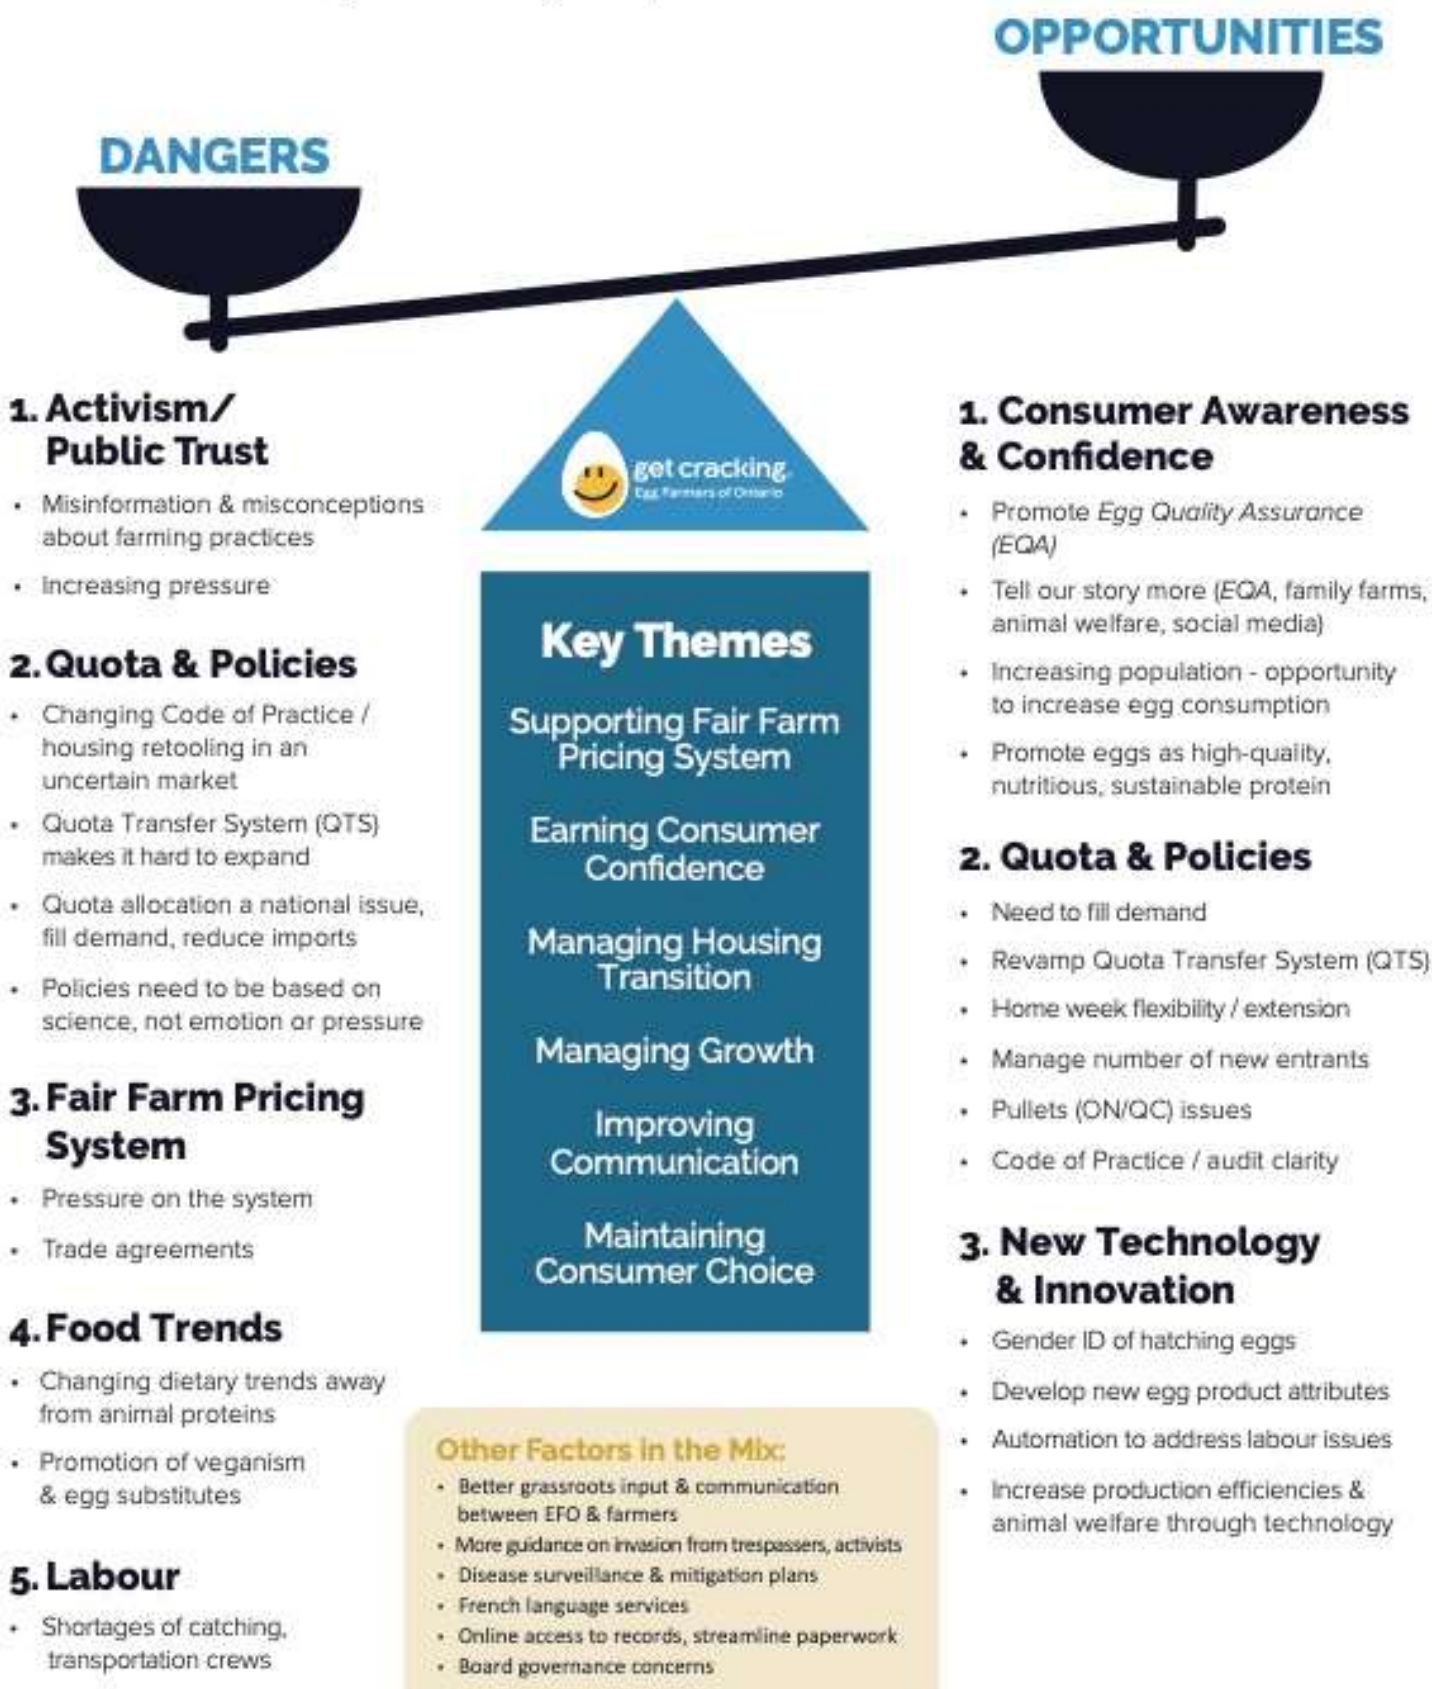 OPPORTUNITIES
DANGERS
1. Activism/
Public Trust
• Misinformation & misconceptions
about farming practices
• Increasing pressure
2. Quota & Policies
• Changing Code of Practice /
housing retooling in an
uncertain market
• Quota Transfer System (QTS)
makes it hard to expand
• Quota allocation a national issue,
fill demand, reduce imports
• Policies need to be based on
science, not emotion or pressure
3. Fair Farm Pricing
System
• Pressure on the system
• Trade agreements
4. Food Trends
• Changing dietary trends away
from animal proteins
• Promotion of veganism
& egg substitutes
5. Labour
• Shortages of catching,
transportation crews
get cracking
Egg Farmers of Ontario
Key Themes
Supporting Fair Farm
Pricing System
Earning Consumer
Confidence
Managing Housing
Transition
Managing Growth
Improving
Communication
Maintaining
Consumer Choice
Other Factors in the Mix:
• Better grassroots input & communication
between EFO & farmers
• More guidance on invasion from trespassers, activists
• Disease surveillance & mitigation plans
• French language services
• Online access to records, streamline paperwork
• Board governance concerns
1. Consumer Awareness
& Confidence
• Promote Egg Quality Assurance
(EQA)
• Tell our story more (EQA, family farms,
animal welfare, social media)
• Increasing population - opportunity
to increase egg consumption
• Promote eggs as high-quality,
nutritious, sustainable protein
2. Quota & Policies
• Need to fill demand
• Revamp Quota Transfer System (QTS)
• Home week flexibility / extension
• Manage number of new entrants
• Pullets (ON/QC) issues
• Code of Practice / audit clarity
3. New Technology
& Innovation
• Gender ID of hatching eggs
• Develop new egg product attributes
• Automation to address labour issues
• Increase production efficiencies &
animal welfare through technology